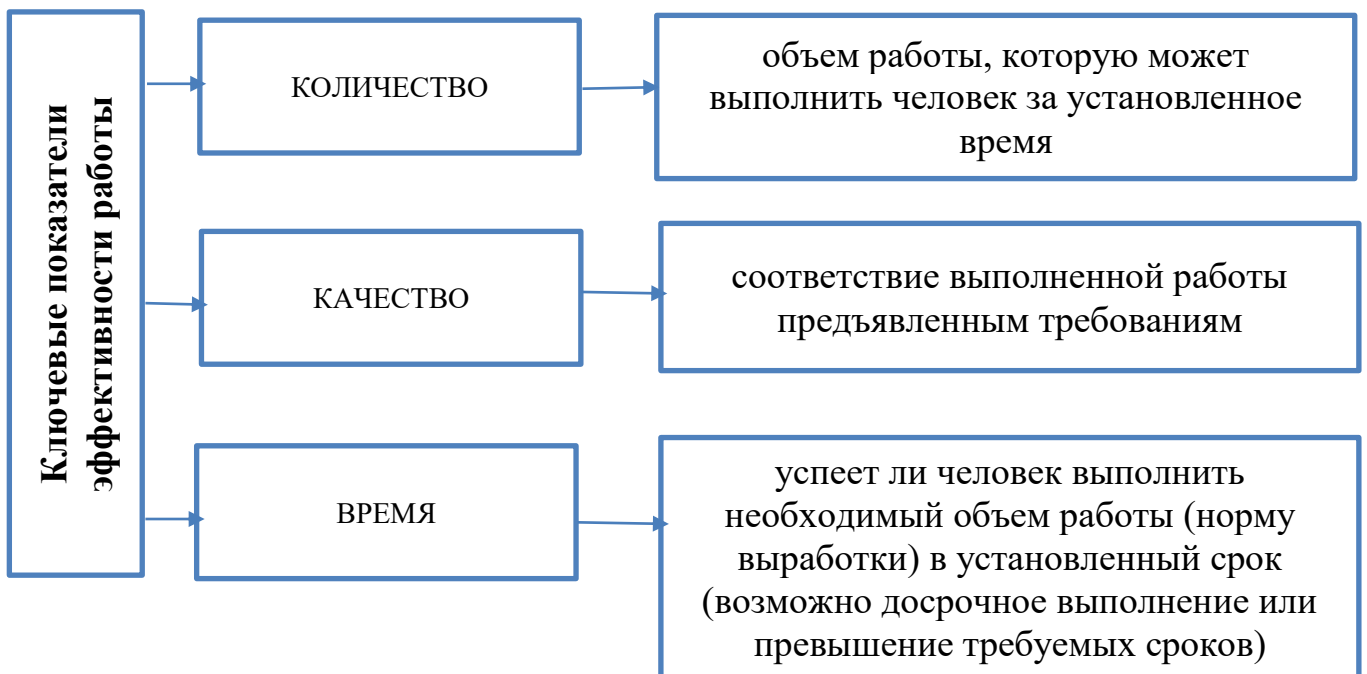 Ключевые показатели
эффективности работы
КОЛИЧЕСТВО
объем работы, которую может
выполнить человек за установленное
время
КАЧЕСТВО
соответствие выполненной работы
предъявленным требованиям
ВРЕМЯ
успеет ли человек выполнить
необходимый объем работы (норму
выработки) в установленный срок
(возможно досрочное выполнение или
превышение требуемых сроков)